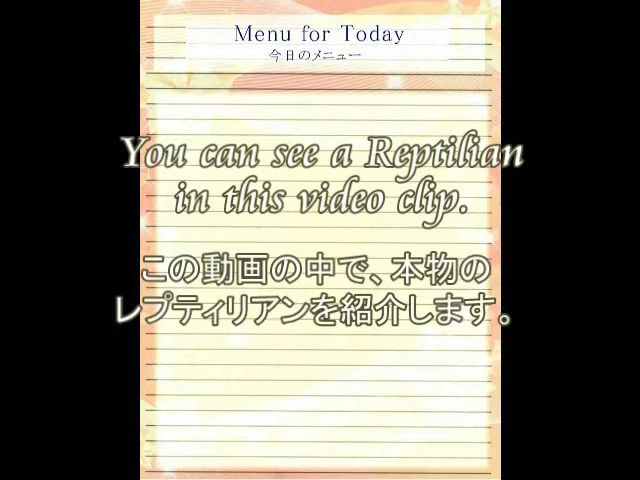 Menu for Today
今日のメニュー
You can see a Reptilian
in this video clip.
この動画の中で、本物の
レプティリアンを紹介します。